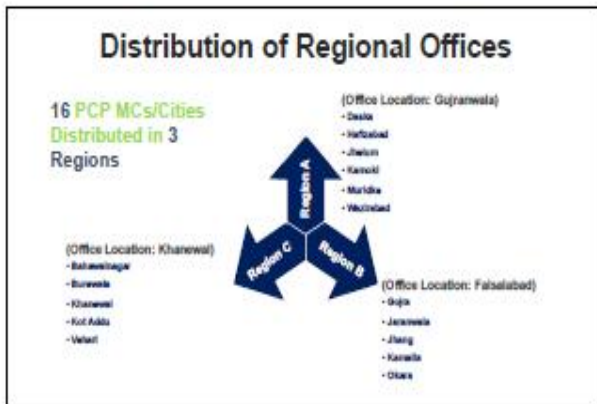 Distribution of Regional Offices
16 PCP MCs/Cities
Distributed in 3
Regions
(Office Location: Gujranwala)
• Daska
• Hafizabad
• Jhelum
• Kamoki
• Muridke
• Wazirabad
Region A
Region C
Region B
(Office Location: Khanewal)
• Bahawalnagar
• Burewala
• Khanewal
• Kot Addu
• Vehari
(Office Location: Faisalabad)
• Gojra
• Jaranwala
• Jhang
• Kamalia
• Okara